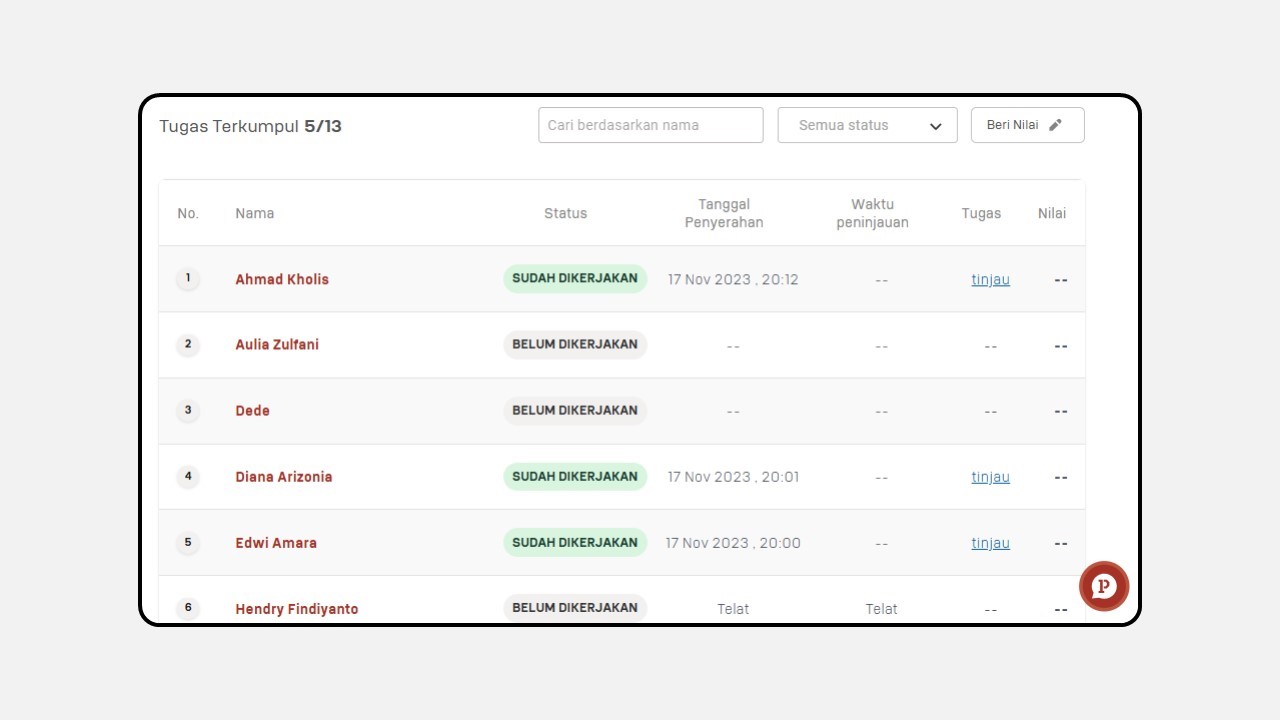 Tugas Terkumpul 5/13 Cari berdasarkan nama Semua status Beri Nilai
No. Nama Status Tanggal Penyerahan Waktu peninjauan Tugas Nilai
1 Ahmad Kholis SUDAH DIKERJAKAN 17 Nov 2023 , 20:12 -- tinjau --
2 Aulia Zulfani BELUM DIKERJAKAN -- -- -- --
3 Dede BELUM DIKERJAKAN -- -- -- --
4 Diana Arizonia SUDAH DIKERJAKAN 17 Nov 2023 , 20:01 -- tinjau --
5 Edwi Amara SUDAH DIKERJAKAN 17 Nov 2023 , 20:00 -- tinjau --
6 Hendry Findiyanto BELUM DIKERJAKAN Telat Telat -- --
P